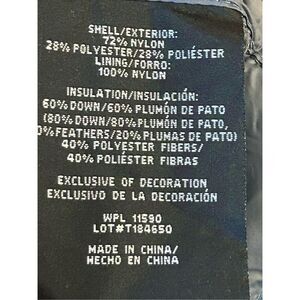 SHELL/EXTERIOR:
72% NYLON
28% POLYESTER/28% POLIÉSTER
LINING/FORRO:
100% NYLON
INSULATION/INSULACIÓN:
60% DOWN/60% PLUMÓN DE PATO
(80% DOWN/80% PLUMÓN DE PATO,
0%FEATHERS/20% PLUMAS DE PATO)
40% POLYESTER FIBERS/
40% POLIÉSTER FIBRAS
EXCLUSIVE OF DECORATION
EXCLUSIVO DE LA DECORACIÓN
WPL 11590
LOT#T184650
MADE IN CHINA/
HECHO EN CHINA